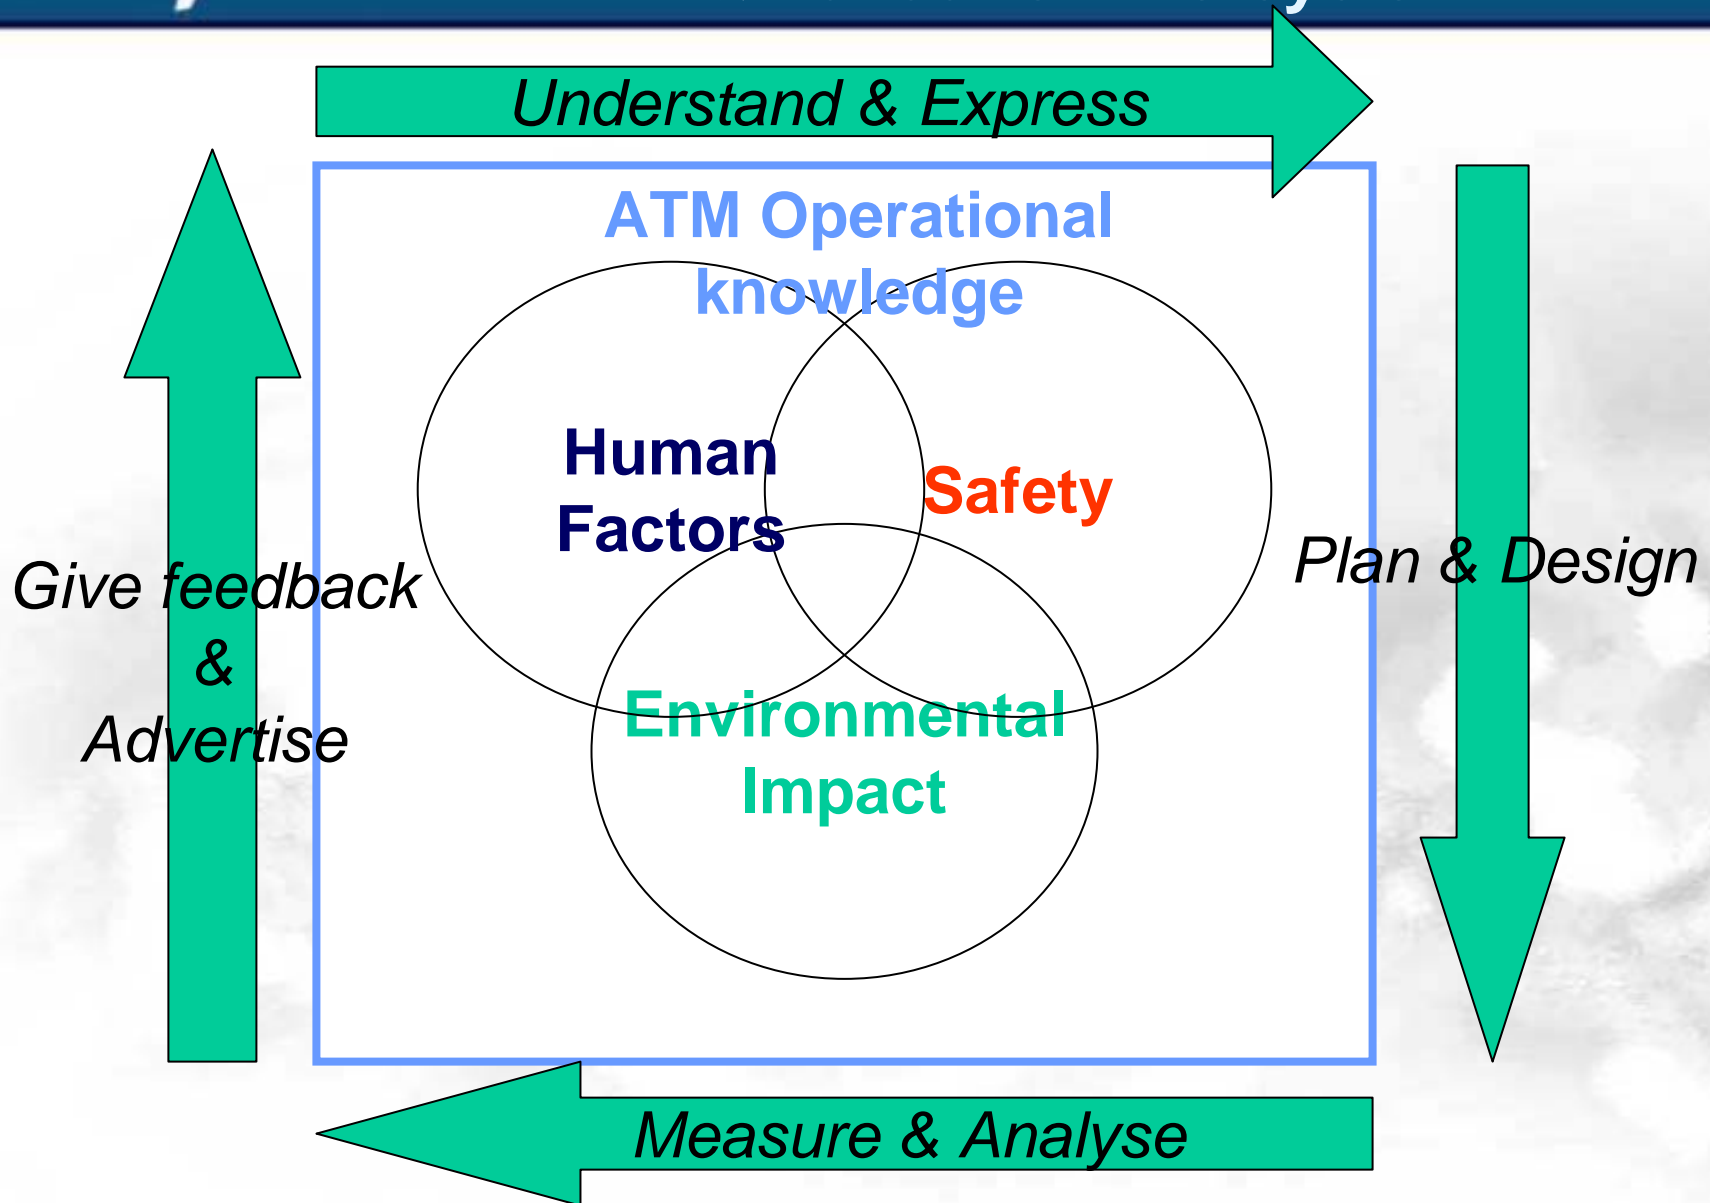 Understand & Express
ATM Operational
knowledge
Human
Factors
Safety
Plan & Design
Give feedback
&
Advertise
Environmental
Impact
Measure & Analyse